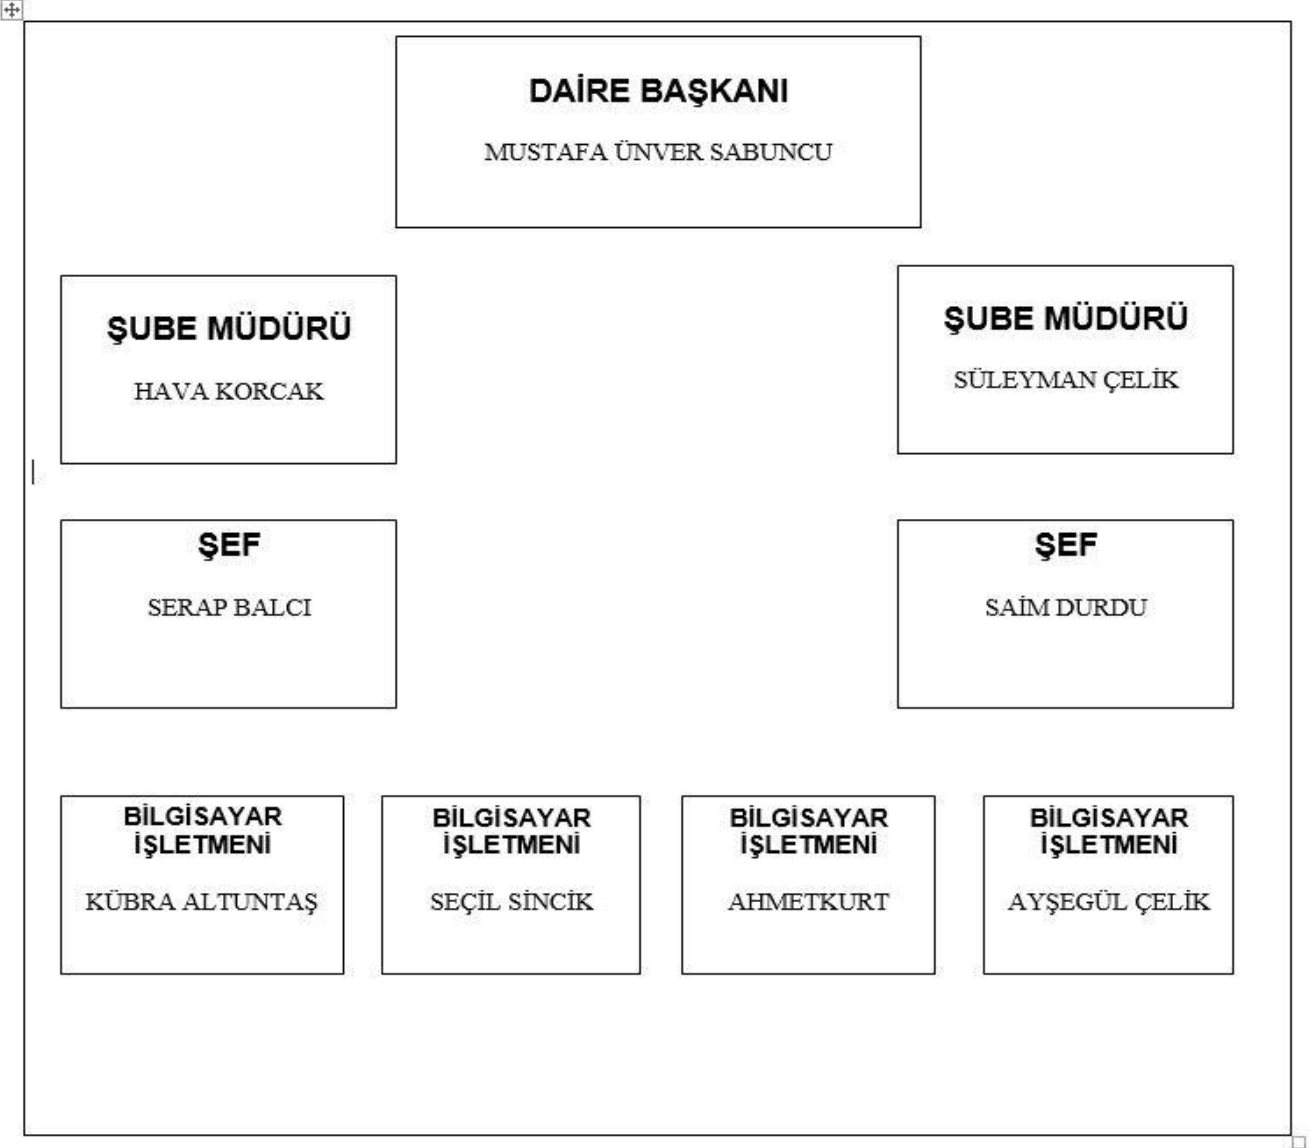 DAİRE BAŞKANI
MUSTAFA ÜNVER SABUNCU
ŞUBE MÜDÜRÜ
HAVA KORCAK
ŞUBE MÜDÜRÜ
SÜLEYMAN ÇELİK
ŞEF
SERAP BALCI
ŞEF
SAİM DURDU
BİLGİSAYAR
İŞLETMENİ
KÜBRA ALTUNTAŞ
BİLGİSAYAR
İŞLETMENİ
SEÇİL SİNCİK
BİLGİSAYAR
İŞLETMENİ
AHMETKURT
BİLGİSAYAR
İŞLETMENİ
AYŞEGÜL ÇELİK